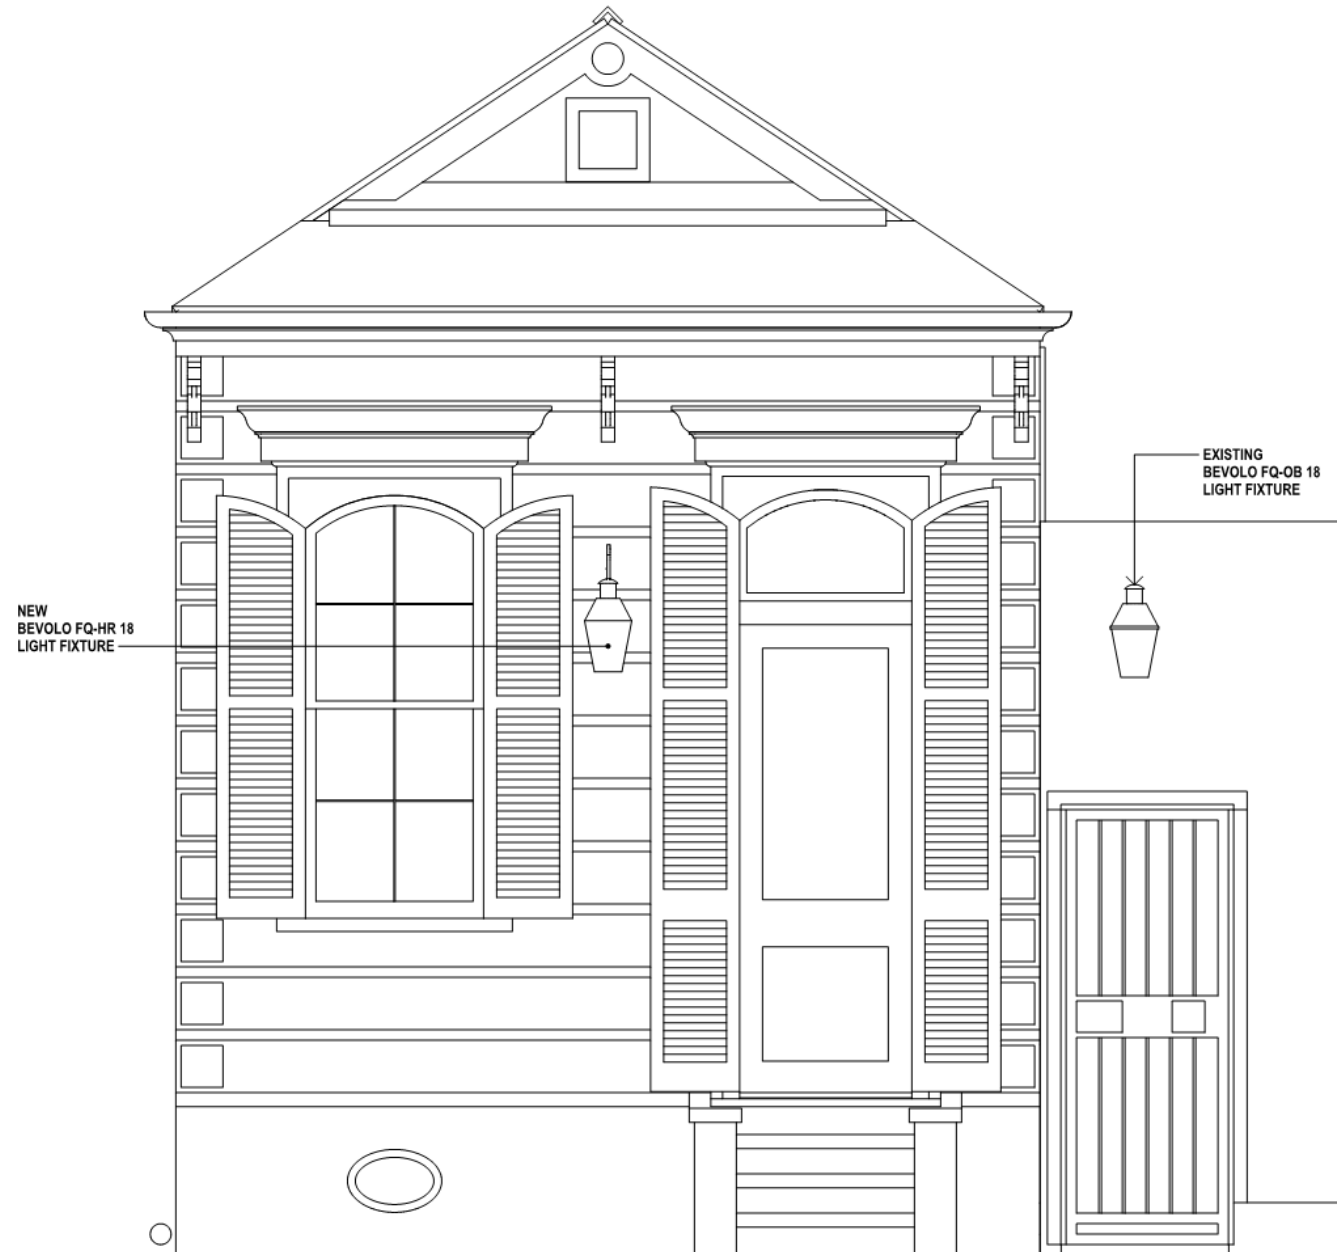 EXISTING
BEVOLO FQ-OB 18
LIGHT FIXTURE
NEW
BEVOLO FQ-HR 18
LIGHT FIXTURE